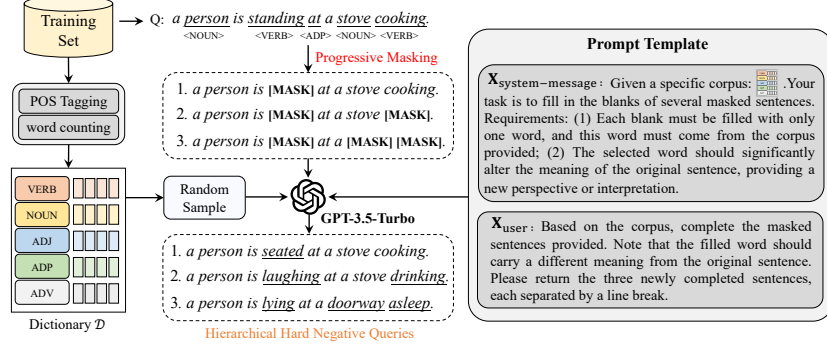 Training
Set
Q: a person is standing at a stove cooking.
<NOUN> <VERB> <ADP> <NOUN> <VERB>
Progressive Masking
POS Tagging
word counting
1. a person is [MASK] at a stove cooking.
2. a person is [MASK] at a stove [MASK].
3. a person is [MASK] at a [MASK] [MASK].
VERB
NOUN
ADJ
ADP
ADV
Dictionary D
Random
Sample
GPT-3.5-Turbo
1. a person is seated at a stove cooking.
2. a person is laughing at a stove drinking.
3. a person is lying at a doorway asleep.
Hierarchical Hard Negative Queries
Prompt Template
Xsystem-message: Given a specific corpus: .Your
task is to fill in the blanks of several masked sentences.
Requirements: (1) Each blank must be filled with only
one word, and this word must come from the corpus
provided; (2) The selected word should significantly
alter the meaning of the original sentence, providing
a new perspective or interpretation.
Xuser: Based on the corpus, complete the masked
sentences provided. Note that the filled word should
carry a different meaning from the original sentence.
Please return the three newly completed sentences,
each separated by a line break.